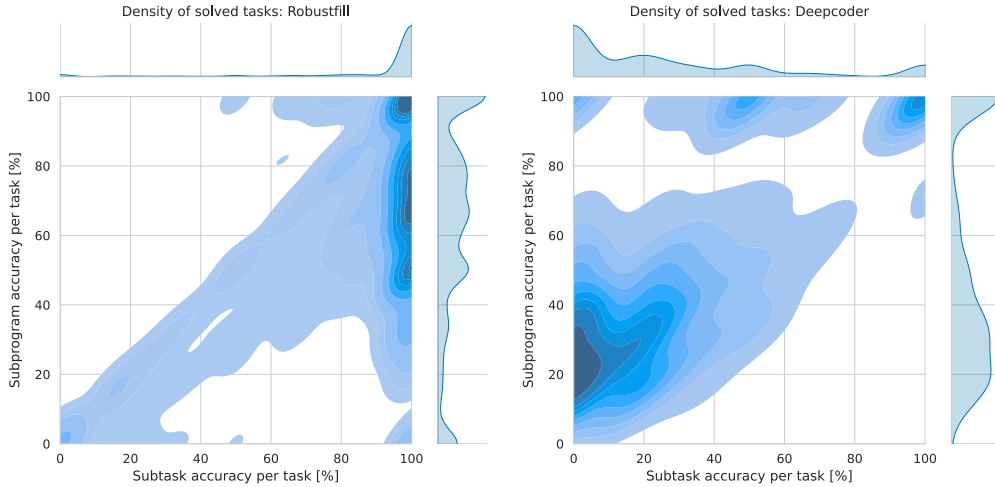 Density of solved tasks: Robustfill
100
80
60
40
20
0
Subprogram accuracy per task [%]
0 20 40 60 80 100
Subtask accuracy per task [%]
Density of solved tasks: Deepcoder
100
80
60
40
20
0
Subprogram accuracy per task [%]
0 20 40 60 80 100
Subtask accuracy per task [%]